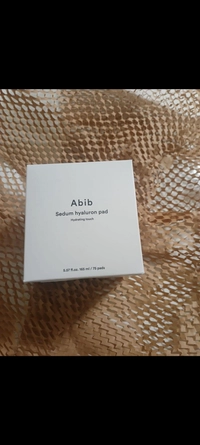 Abib
Sedum hyaluron pad
Hydrating touch
5.07 fl.oz. 150 ml / 75 pads